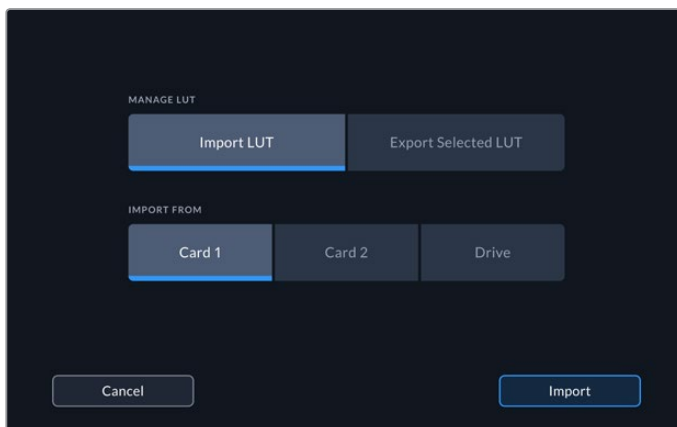 MANAGE LUT
Import LUT Export Selected LUT
IMPORT FROM
Card 1 Card 2 Drive
Cancel Import